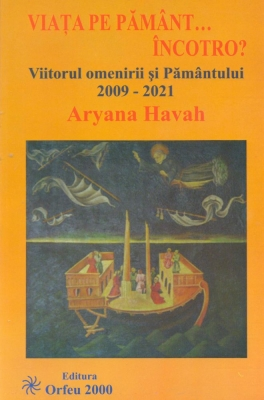 VIAȚA PE PĂMÂNT...
ÎNCOTRO?
Viitorul omenirii și Pământului
2009 - 2021
Aryana Havah
Editura
Orfeu 2000